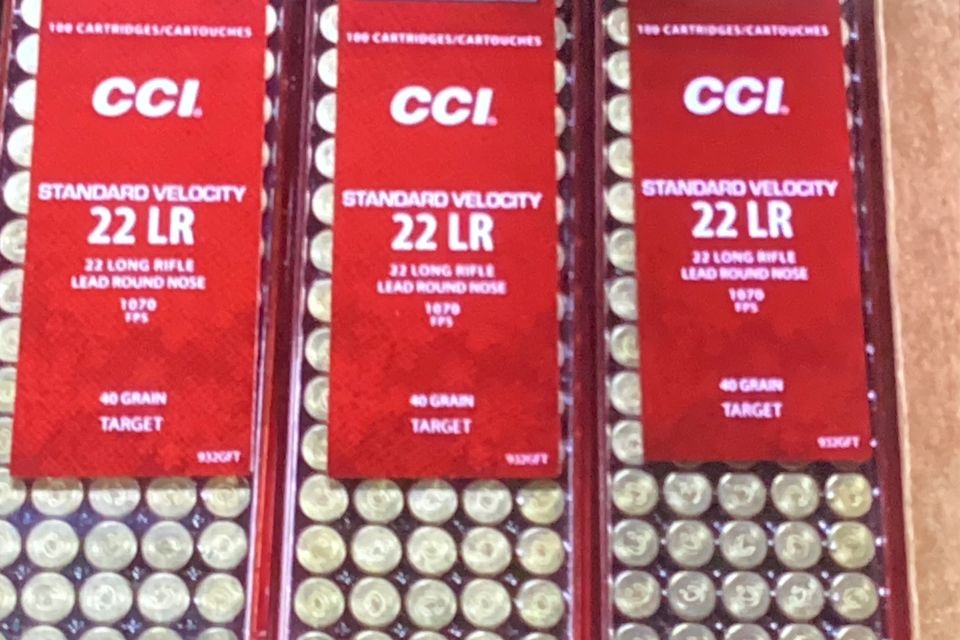 100 CARTRIDGES/CARTOUCHES
CCI
STANDARD VELOCITY
22 LR
22 LONG RIFLE
LEAD ROUND NOSE
1070
FPS
40 GRAIN
TARGET
932GFT
100 CARTRIDGES/CARTOUCHES
CCI
STANDARD VELOCITY
22 LR
22 LONG RIFLE
LEAD ROUND NOSE
1070
FPS
40 GRAIN
TARGET
932GFT
100 CARTRIDGES/CARTOUCHES
CCI
STANDARD VELOCITY
22 LR
22 LONG RIFLE
LEAD ROUND NOSE
1070
FPS
40 GRAIN
TARGET
932GFT